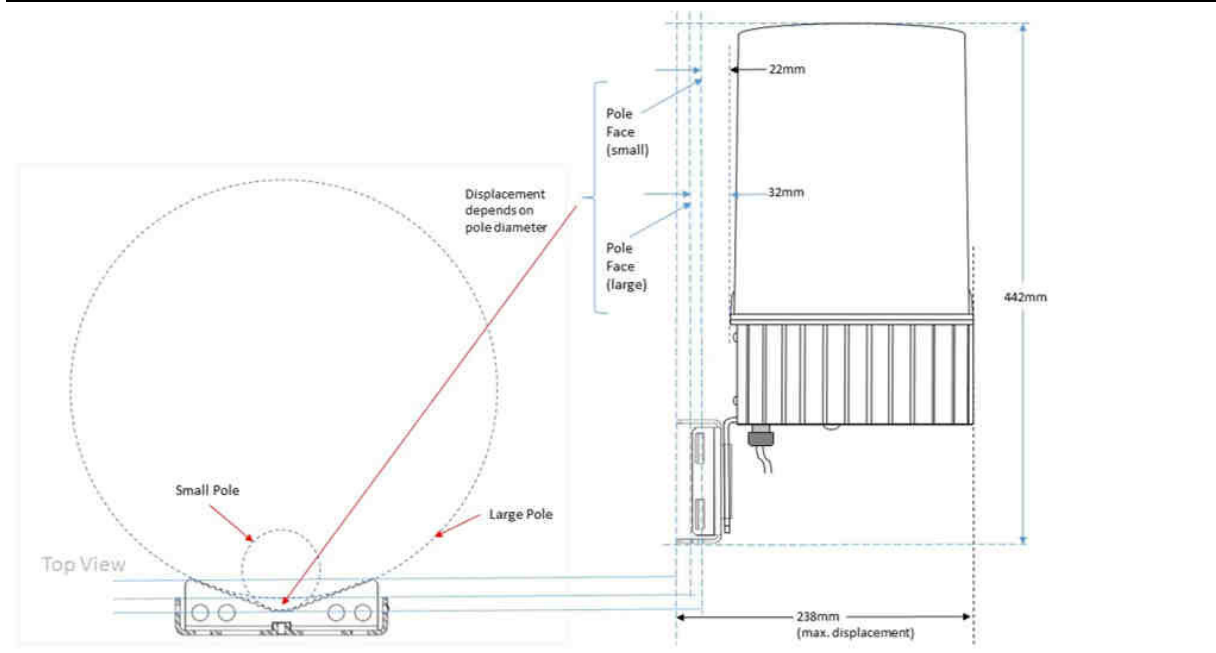 22mm
Pole
Face
(small)
Displacement
depends on
pole diameter
32mm
Pole
Face
(large)
442mm
Small Pole
Large Pole
Top View
238mm
(max. displacement)